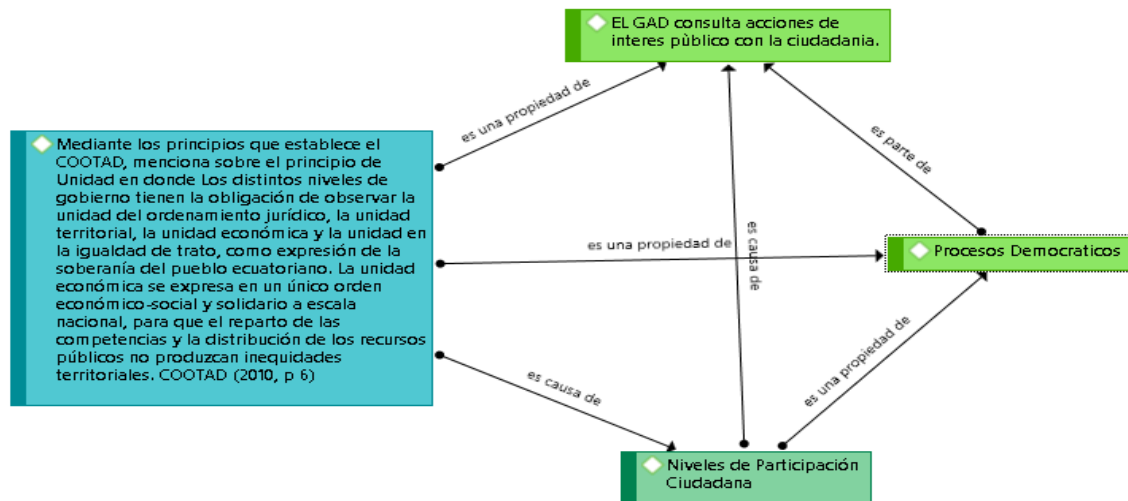 EL GAD consulta acciones de
interes pùblico con la ciudadania.
es una propiedad de
es parte de
Mediante los principios que establece el
COOTAD, menciona sobre el principio de
Unidad en donde Los distintos niveles de
gobierno tienen la obligación de observar la
unidad del ordenamiento jurídico, la unidad
territorial, la unidad económica y la unidad en
la igualdad de trato, como expresión de la
soberanía del pueblo ecuatoriano. La unidad
económica se expresa en un único orden
económico-social y solidario a escala
nacional, para que el reparto de las
competencias y la distribución de los recursos
públicos no produzcan inequidades
territoriales. COOTAD (2010, p 6)
es una propiedad de
es causa de
Procesos Democraticos
es causa de
es una propiedad de
Niveles de Participación
Ciudadana